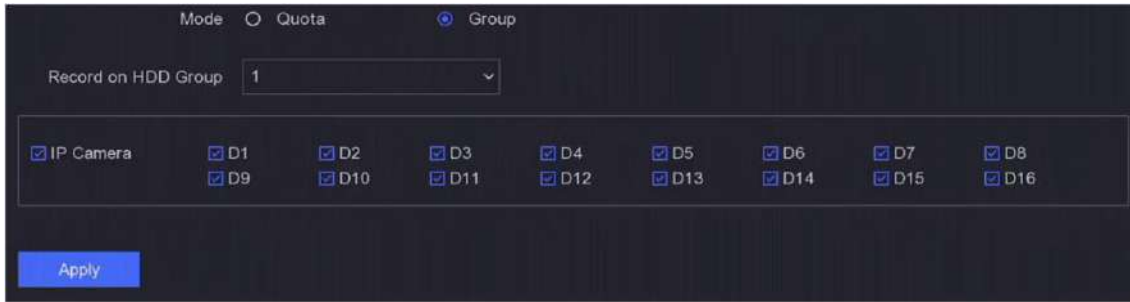 Mode Quota Group
Record on HDD Group 1
IP Camera D1 D2 D3 D4 D5 D6 D7 D8
D9 D10 D11 D12 D13 D14 D15 D16
Apply